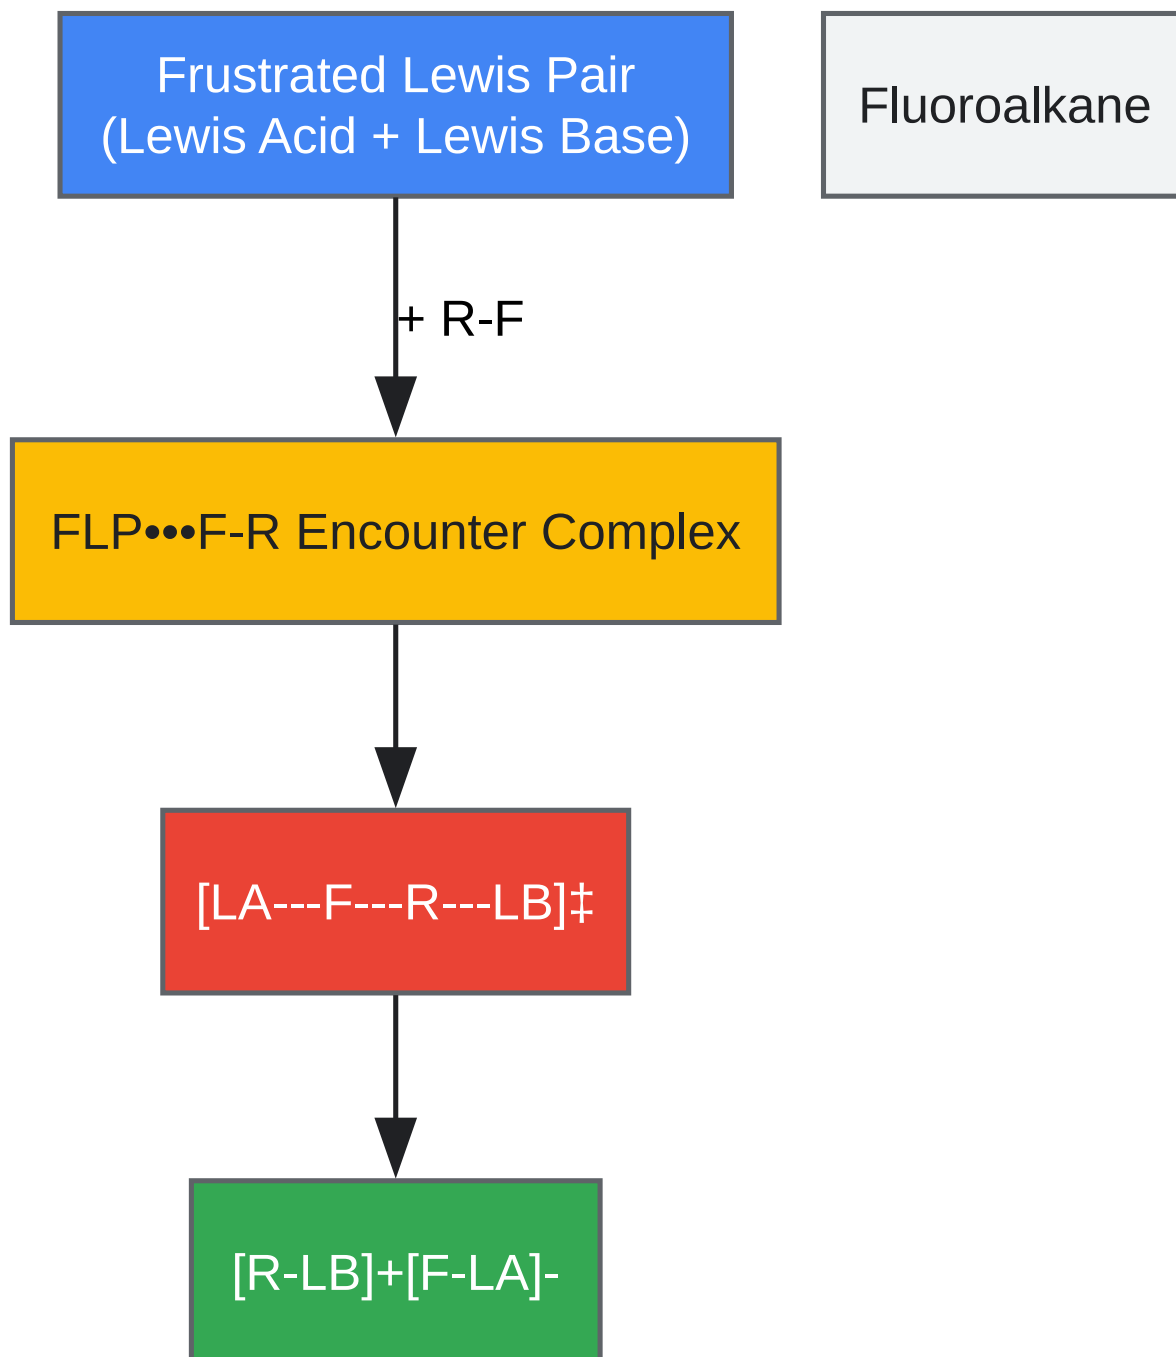 Frustrated Lewis Pair
(Lewis Acid + Lewis Base)
Fluoroalkane
+ R-F
FLP•••F-R Encounter Complex
[LA---F---R---LB]‡
[R-LB]+[F-LA]-